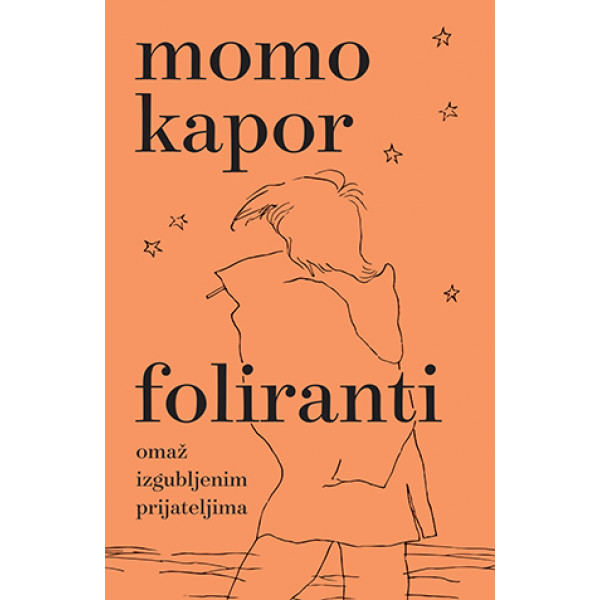 momo
kapor
foliranti
omaž
izgubljenim
prijateljima